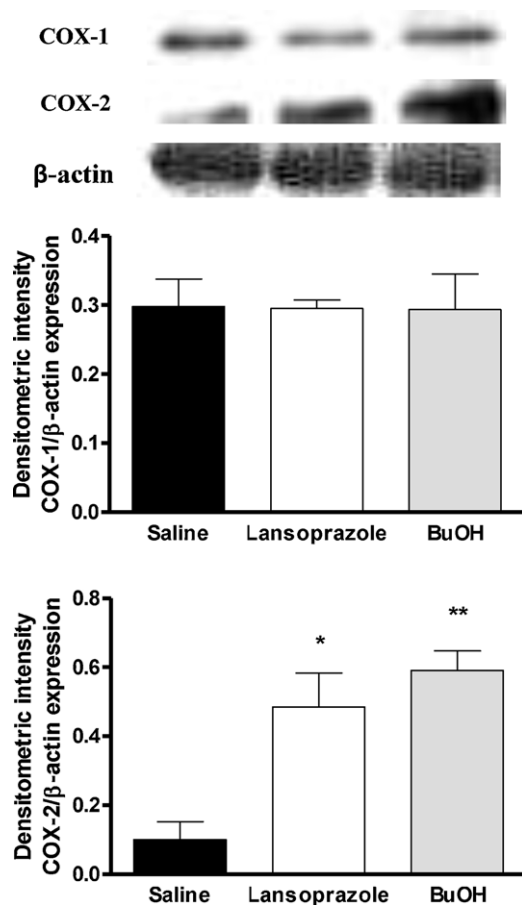 COX-1
COX-2
β-actin
Densitometric intensity
COX-1/β-actin expression
0.4
0.3
0.2
0.1
0.0
Saline Lansoprazole BuOH
Densitometric intensity
COX-2/β-actin expression
0.8
0.6
0.4
0.2
0.0
* **
Saline Lansoprazole BuOH